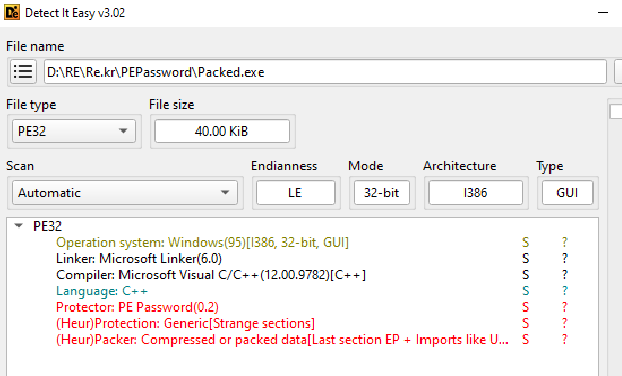 Detect It Easy v3.02
File name
D:\RE\Re.kr\PEPassword\Packed.exe
File type File size
PE32 40.00 KiB
Scan Endianness Mode Architecture Type
Automatic LE 32-bit I386 GUI
PE32
Operation system: Windows(95)[I386, 32-bit, GUI] S ?
Linker: Microsoft Linker(6.0) S ?
Compiler: Microsoft Visual C/C++(12.00.9782)[C++] S ?
Language: C++ S ?
Protector: PE Password(0.2) S ?
(Heur)Protection: Generic[Strange sections] S ?
(Heur)Packer: Compressed or packed data[Last section EP + Imports like U... S ?